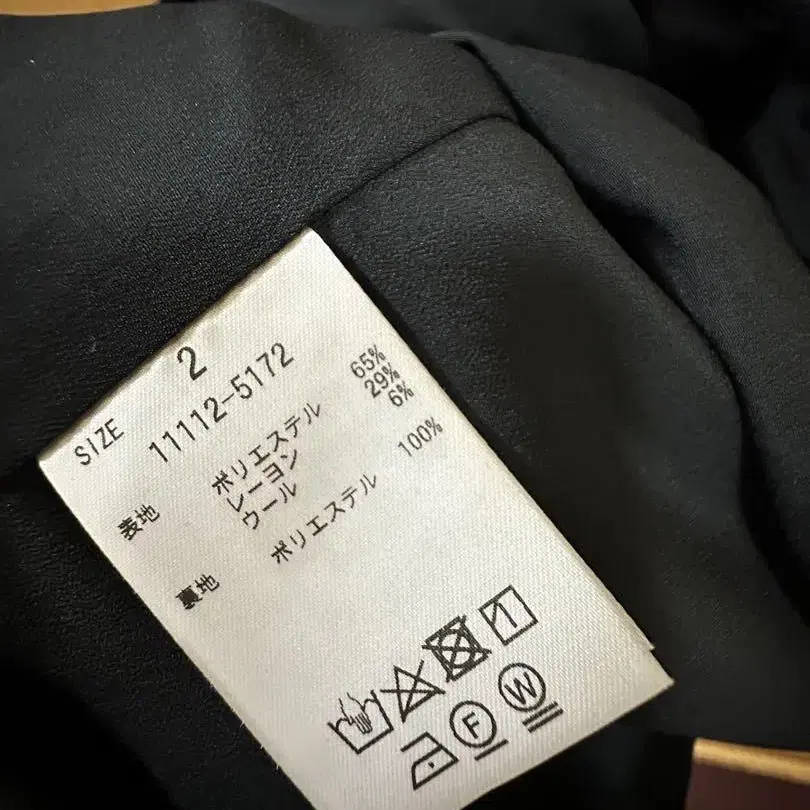 SIZE 2
11112-5172
表地 ポリエステル 65%
レーヨン 29%
ウール 6%
裏地 ポリエステル 100%
F W